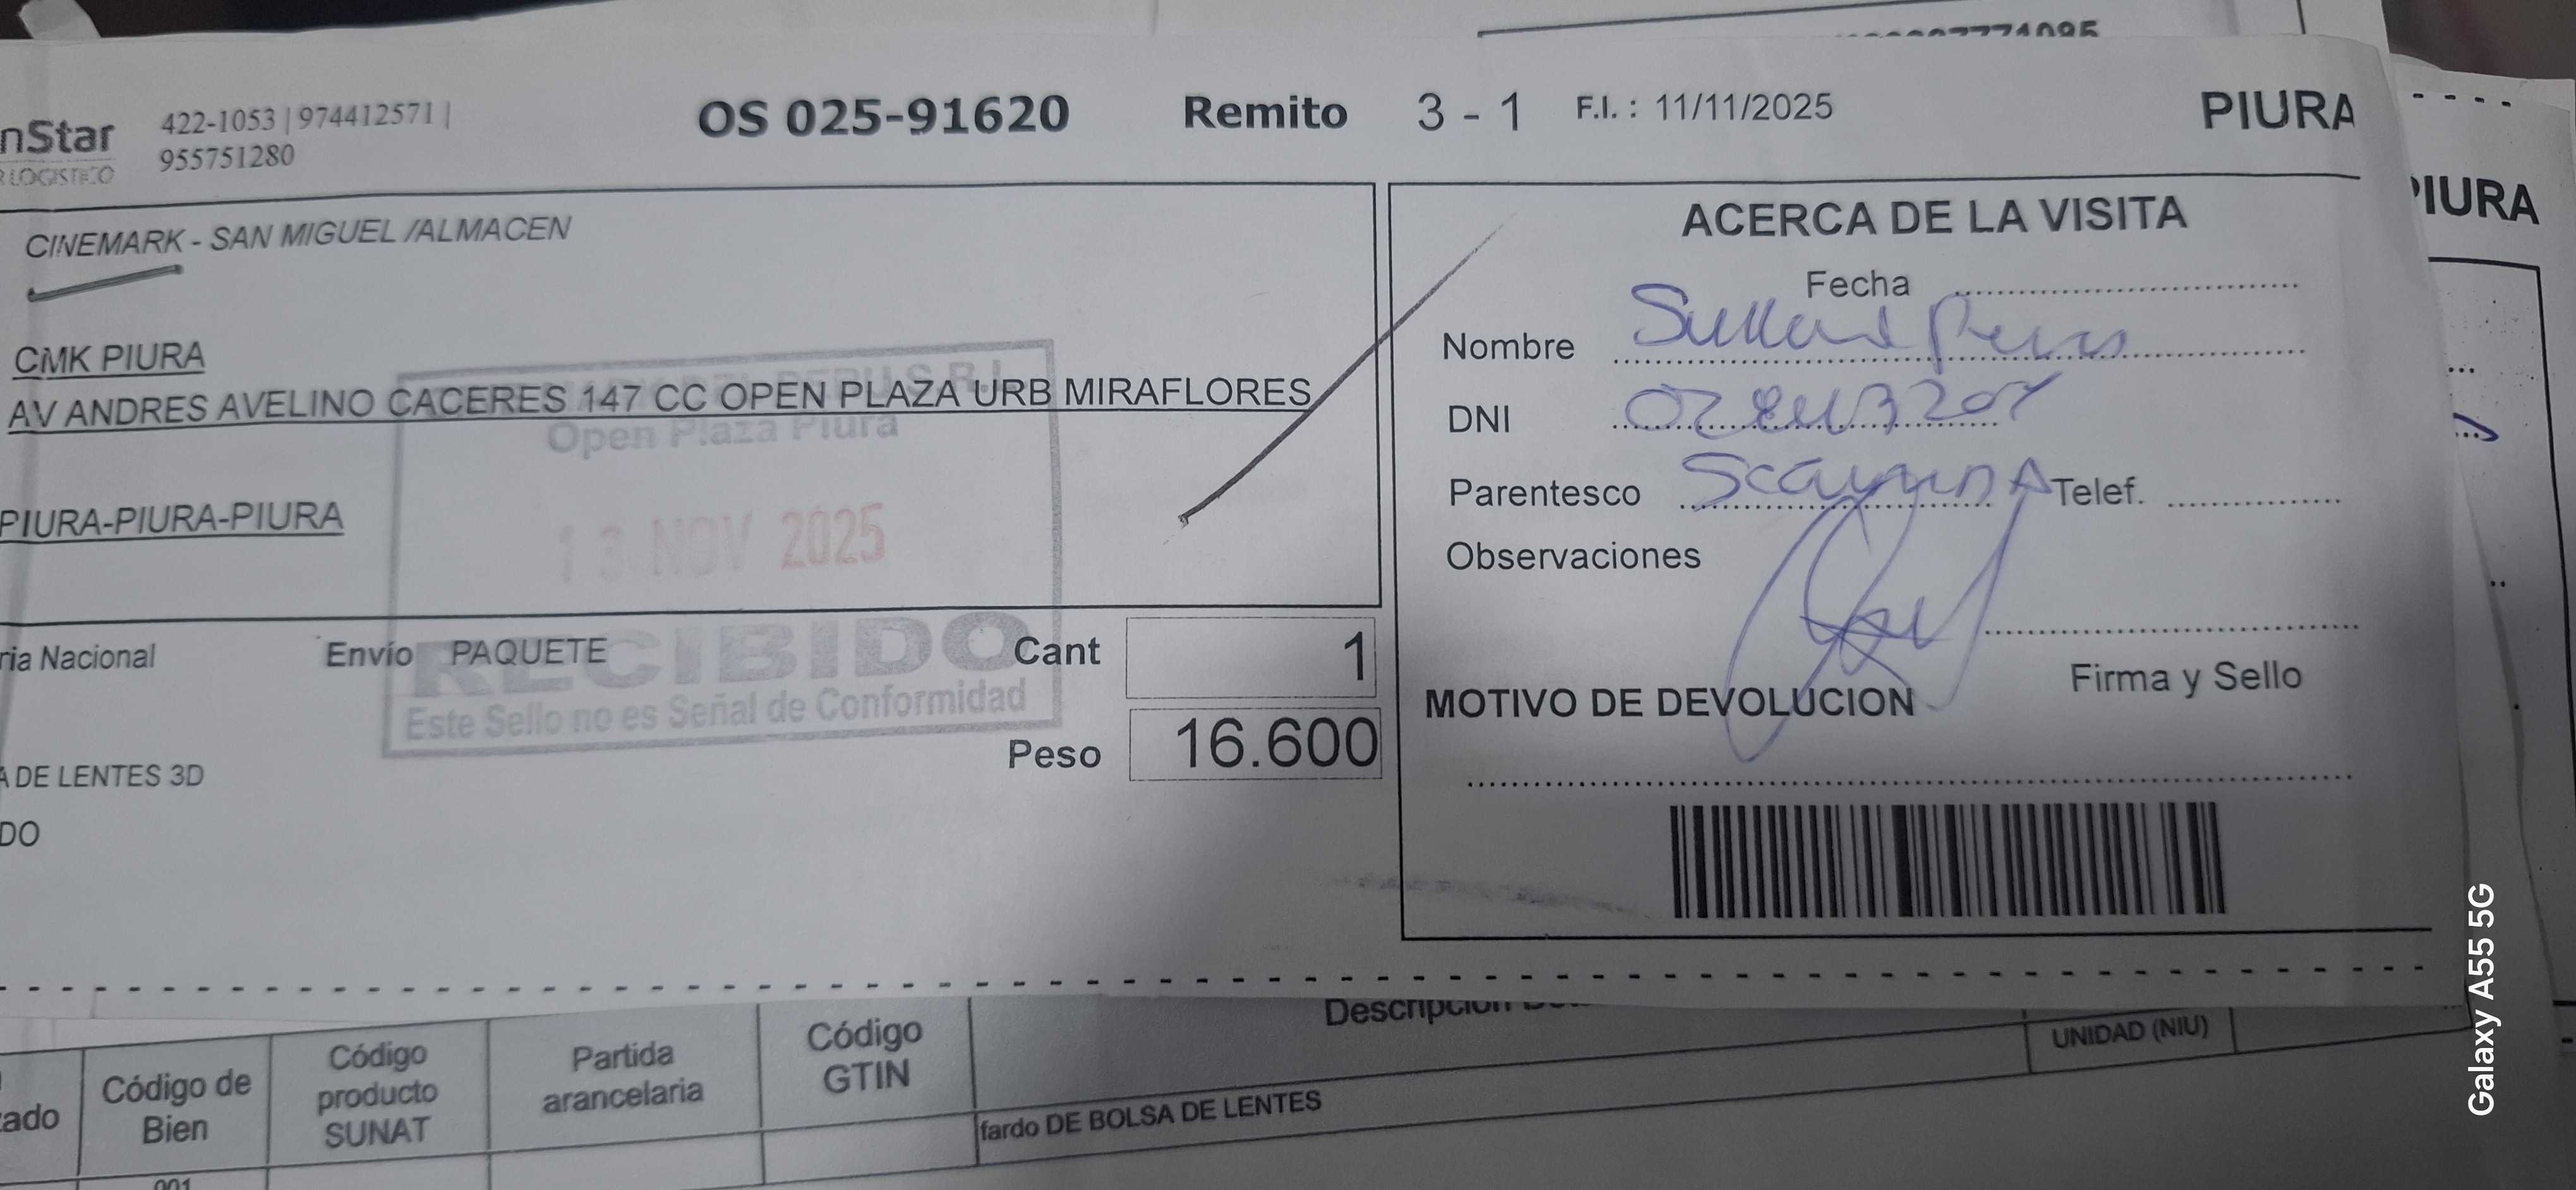 nStar
LOGISTICO
422-1053 | 974412571 |
955751280
OS 025-91620 Remito 3 - 1 F.I. : 11/11/2025 PIURA
PIURA
CINEMARK - SAN MIGUEL /ALMACEN
CMK PIURA
AV ANDRES AVELINO CACERES 147 CC OPEN PLAZA URB MIRAFLORES
PIURA-PIURA-PIURA
Open Plaza Piura
13 NOV 2025
RECIBIDO
Este Sello no es Señal de Conformidad
ria Nacional Envío PAQUETE Cant 1
Peso 16.600
A DE LENTES 3D
DO
ACERCA DE LA VISITA
Fecha
Nombre
DNI
Parentesco Telef.
Observaciones
Firma y Sello
MOTIVO DE DEVOLUCION
zado
Código de Bien
Código producto SUNAT
Partida arancelaria
Código GTIN
UNIDAD (NIU)
fardo DE BOLSA DE LENTES
001
Galaxy A55 5G